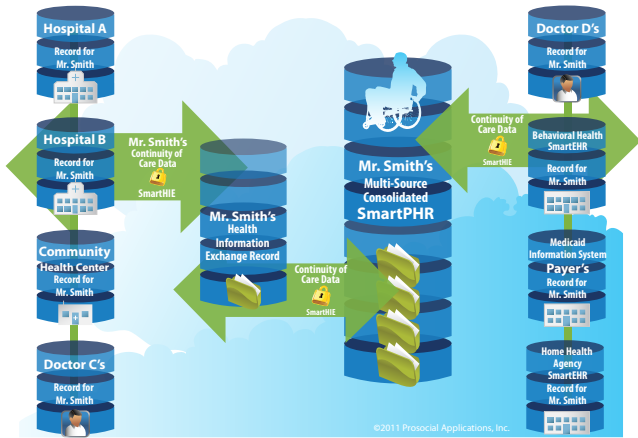 Hospital A
Record for
Mr. Smith
Hospital B
Record for
Mr. Smith
Community
Health Center
Record for
Mr. Smith
Doctor C's
Record for
Mr. Smith
Mr. Smith's
Continuity
of Care Data
SmartHIE
Mr. Smith's
Health
Information
Exchange Record
Continuity of
Care Data
SmartHIE
Mr. Smith's
Multi-Source
Consolidated
SmartPHR
Continuity of
Care Data
SmartHIE
Doctor D's
Record for
Mr. Smith
Behavioral Health
SmartEHR
Record for
Mr. Smith
Medicaid
Information System
Payer's
Record for
Mr. Smith
Home Health
Agency
SmartEHR
Record for
Mr. Smith
©2011 Prosocial Applications, Inc.